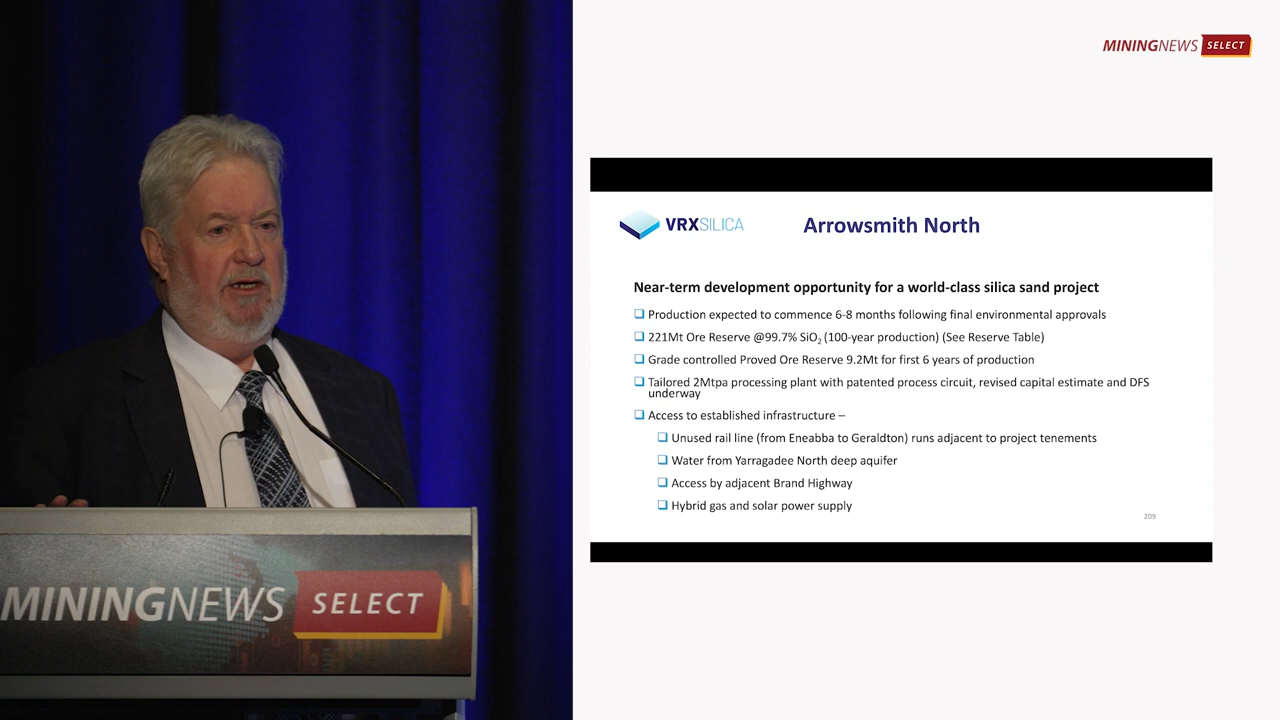 MININGNEWS SELECT
VRXSILICA
Arrowsmith North
Near-term development opportunity for a world-class silica sand project
❑ Production expected to commence 6-8 months following final environmental approvals
❑ 221Mt Ore Reserve @99.7% SiO₂ (100-year production) (See Reserve Table)
❑ Grade controlled Proved Ore Reserve 9.2Mt for first 6 years of production
❑ Tailored 2Mtpa processing plant with patented process circuit, revised capital estimate and DFS
underway
❑ Access to established infrastructure –
❑ Unused rail line (from Eneabba to Geraldton) runs adjacent to project tenements
❑ Water from Yarragadee North deep aquifer
❑ Access by adjacent Brand Highway
❑ Hybrid gas and solar power supply
209
MININGNEWS SELECT